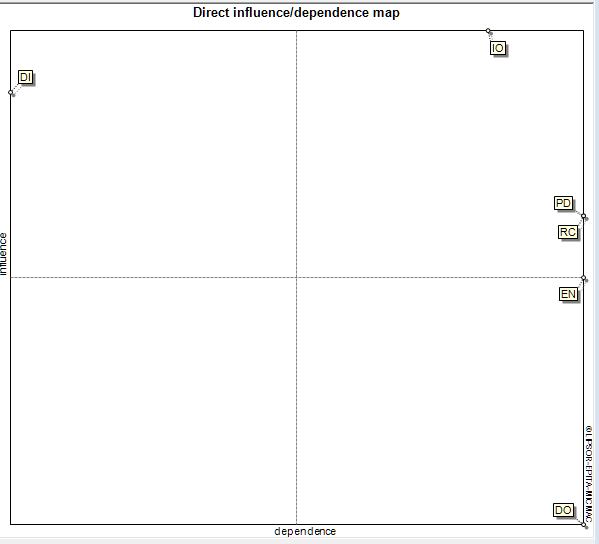 Direct influence/dependence map
IO
DI
PD
RC
influence
EN
© LIPSOR-EPITA-MICMAC
DO
dependence